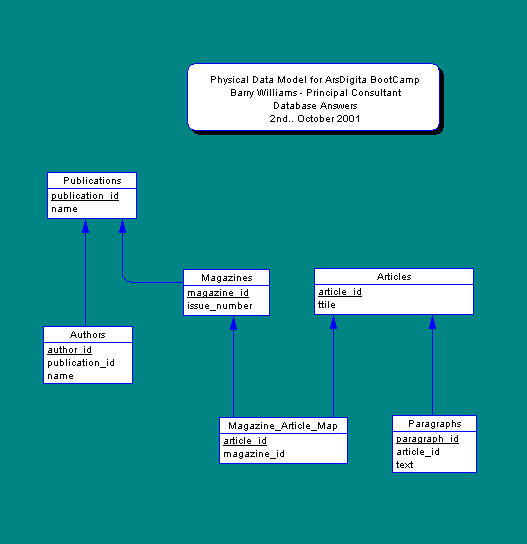 Physical Data Model for ArsDigita BootCamp
Barry Williams - Principal Consultant
Database Answers
2nd.. October 2001
Publications
publication_id
name
Magazines
magazine_id
issue_number
Articles
article_id
ttile
Authors
author_id
publication_id
name
Magazine_Article_Map
article_id
magazine_id
Paragraphs
paragraph_id
article_id
text